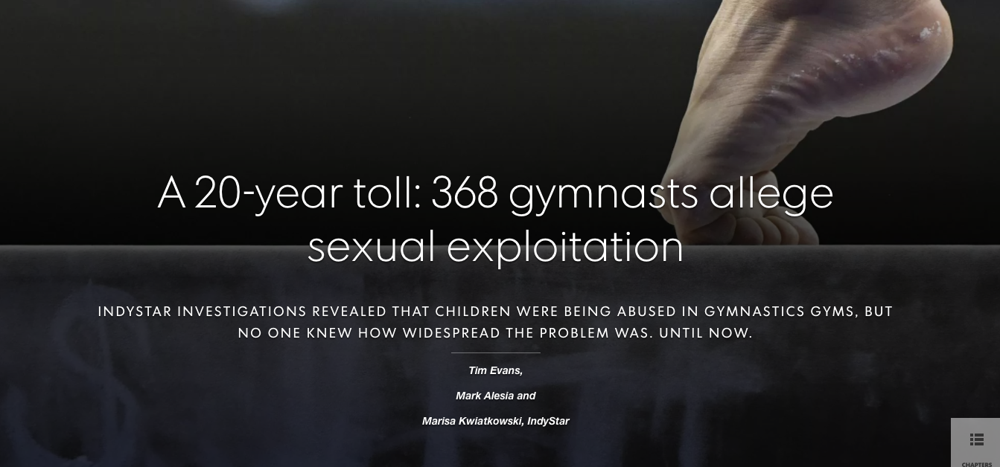 A 20-year toll: 368 gymnasts allege
sexual exploitation
INDYSTAR INVESTIGATIONS REVEALED THAT CHILDREN WERE BEING ABUSED IN GYMNASTICS GYMS, BUT
NO ONE KNEW HOW WIDESPREAD THE PROBLEM WAS. UNTIL NOW.
Tim Evans,
Mark Alesia and
Marisa Kwiatkowski, IndyStar
CHAPTERS